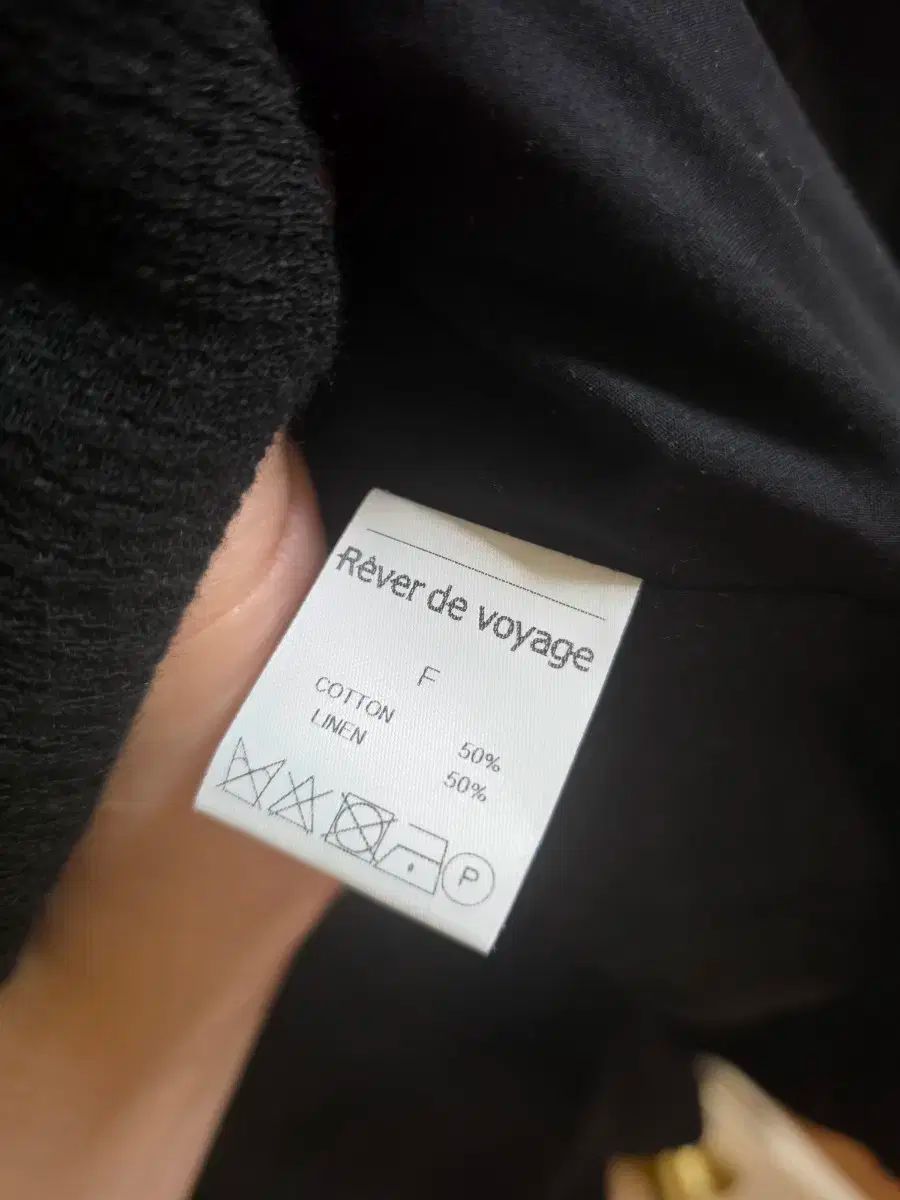 Rêver de voyage
F
COTTON 50%
LINEN 50%
P